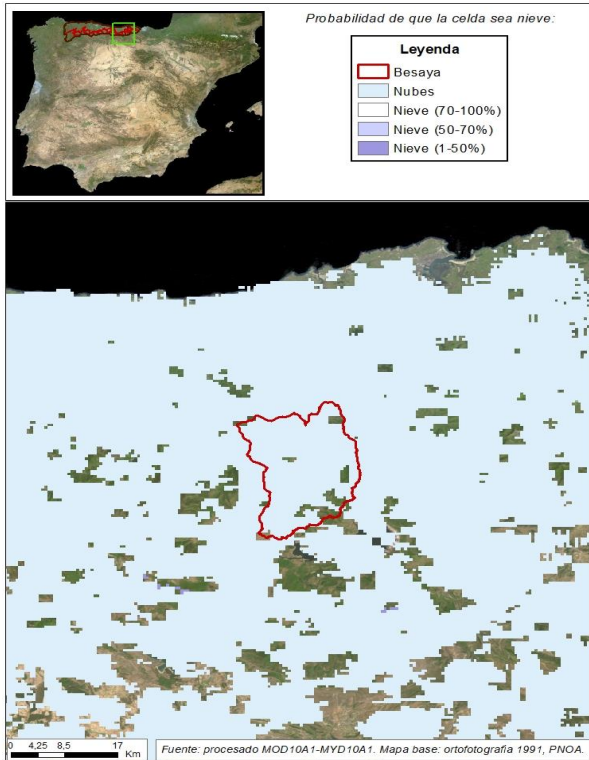 Probabilidad de que la celda sea nieve:
Leyenda
Besaya
Nubes
Nieve (70-100%)
Nieve (50-70%)
Nieve (1-50%)
0 4,25 8,5 17
Km
Fuente: procesado MOD10A1-MYD10A1. Mapa base: ortofotografía 1991, PNOA.